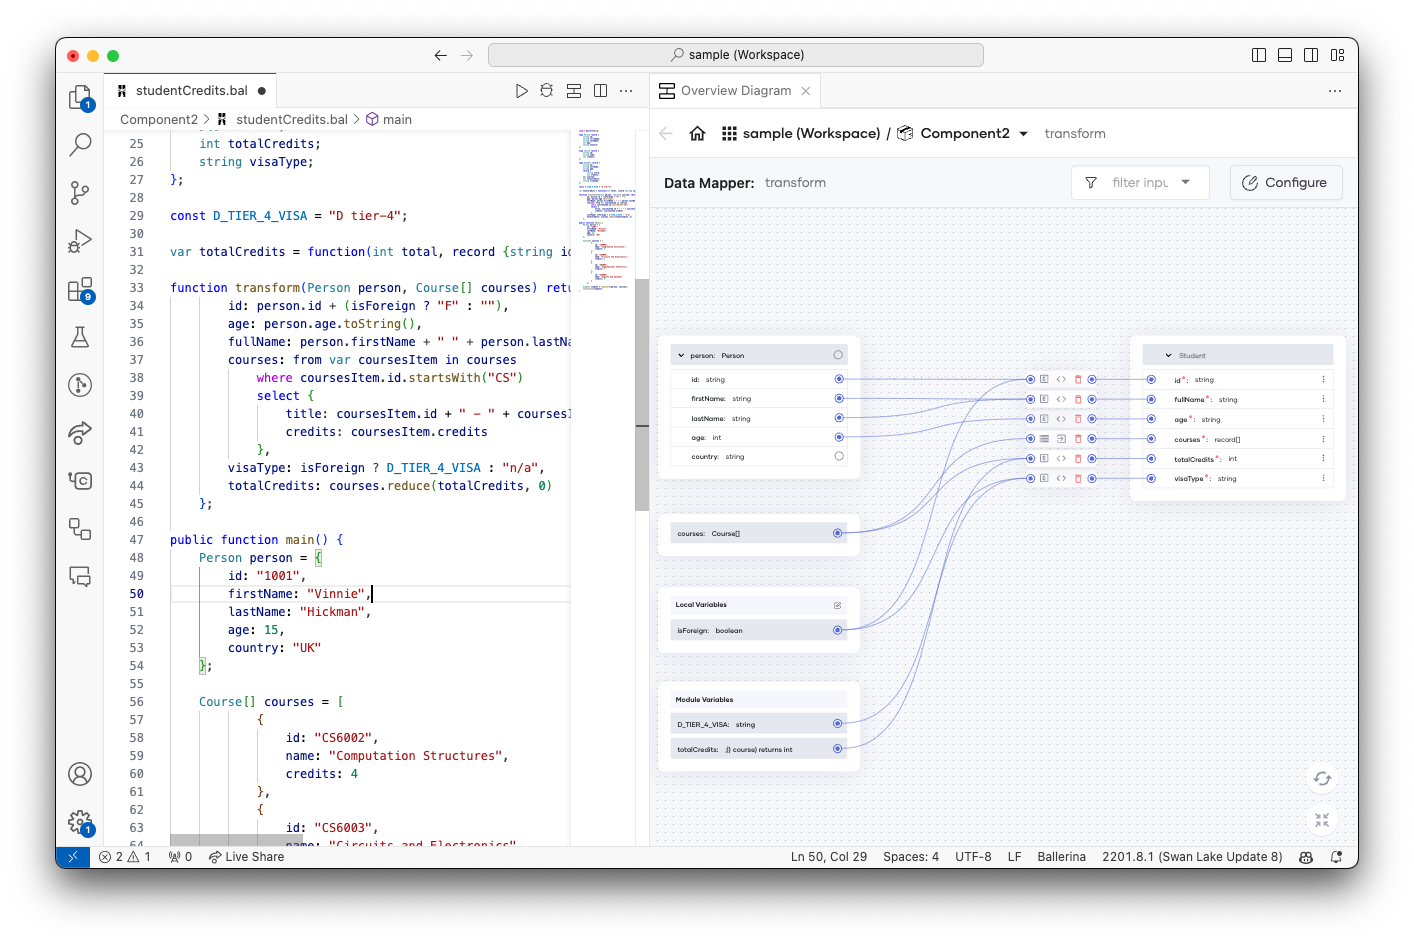 sample (Workspace)
studentCredits.bal
Overview Diagram
Component2 > studentCredits.bal > main
sample (Workspace) / Component2 transform
Data Mapper: transform
filter inpu
Configure
25 int totalCredits;
26 string visaType;
27 };
28
29 const D_TIER_4_VISA = "D tier-4";
30
31 var totalCredits = function(int total, record {string id
32
33 function transform(Person person, Course[] courses) retu
34 id: person.id + (isForeign ? "F" : ""),
35 age: person.age.toString(),
36 fullName: person.firstName + " " + person.lastNa
37 courses: from var coursesItem in courses
38 where coursesItem.id.startsWith("CS")
39 select {
40 title: coursesItem.id + " - " + coursesI
41 credits: coursesItem.credits
42 },
43 visaType: isForeign ? D_TIER_4_VISA : "n/a",
44 totalCredits: courses.reduce(totalCredits, 0)
45 };
46
47 public function main() {
48 Person person = {
49 id: "1001",
50 firstName: "Vinnie",
51 lastName: "Hickman",
52 age: 15,
53 country: "UK"
54 };
55
56 Course[] courses = [
57 {
58 id: "CS6002",
59 name: "Computation Structures",
60 credits: 4
61 },
62 {
63 id: "CS6003",
64 name: "Circuits and Electronics"
1
9
1
person: Person
id: string
firstName: string
lastName: string
age: int
country: string
courses: Course[]
Local Variables
isForeign: boolean
Module Variables
D_TIER_4_VISA: string
totalCredits: ;|} course) returns int
Student
id*: string
fullName*: string
age*: string
courses*: record[]
totalCredits*: int
visaType*: string
2 1 0 Live Share
Ln 50, Col 29 Spaces: 4 UTF-8 LF Ballerina 2201.8.1 (Swan Lake Update 8)